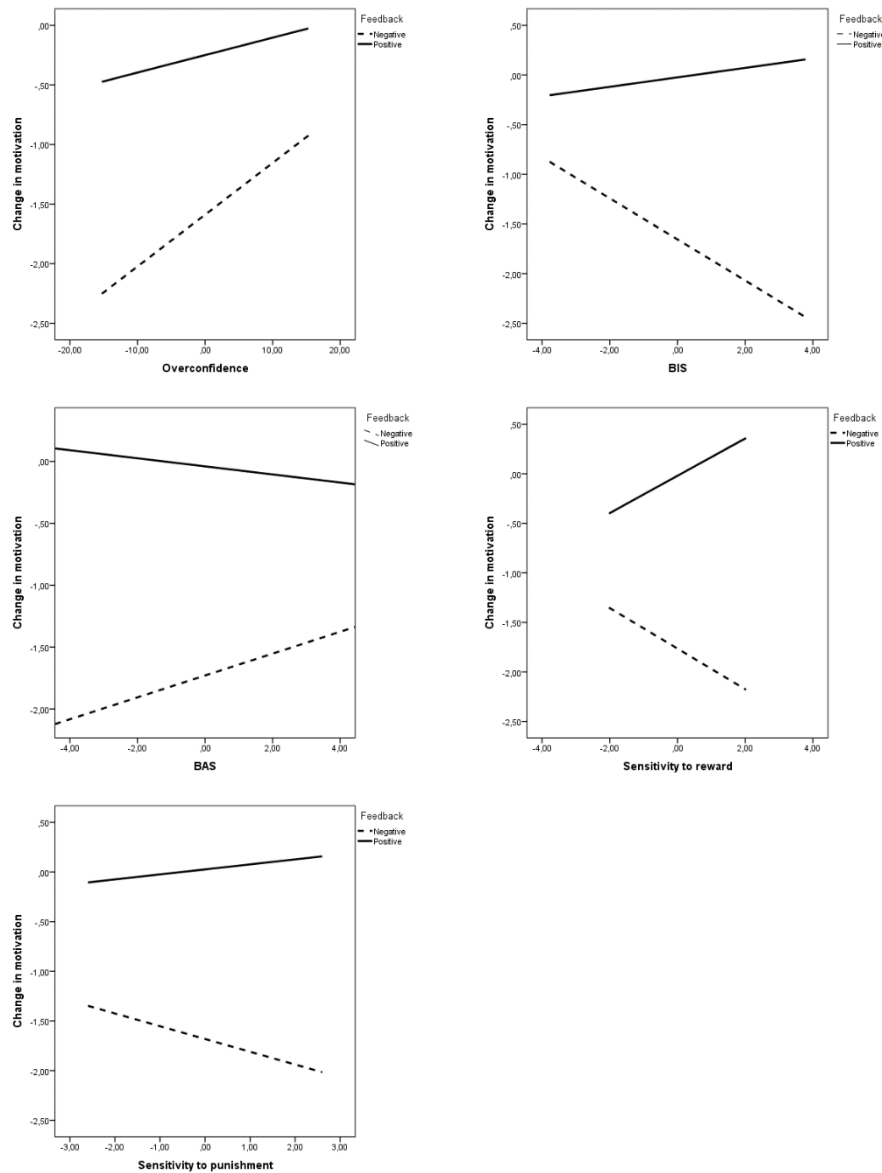 Feedback
Negative
Positive
,00
-,50
-1,00
-1,50
-2,00
-2,50
Change in motivation
-20,00 -10,00 ,00 10,00 20,00
Overconfidence
Feedback
Negative
Positive
,50
,00
-,50
-1,00
-1,50
-2,00
-2,50
Change in motivation
-4,00 -2,00 ,00 2,00 4,00
BIS
Feedback
Negative
Positive
,00
-,50
-1,00
-1,50
-2,00
Change in motivation
-4,00 -2,00 ,00 2,00 4,00
BAS
Feedback
Negative
Positive
,50
,00
-,50
-1,00
-1,50
-2,00
-2,50
Change in motivation
-4,00 -2,00 ,00 2,00 4,00
Sensitivity to reward
Feedback
Negative
Positive
,50
,00
-,50
-1,00
-1,50
-2,00
-2,50
Change in motivation
-3,00 -2,00 -1,00 ,00 1,00 2,00 3,00
Sensitivity to punishment